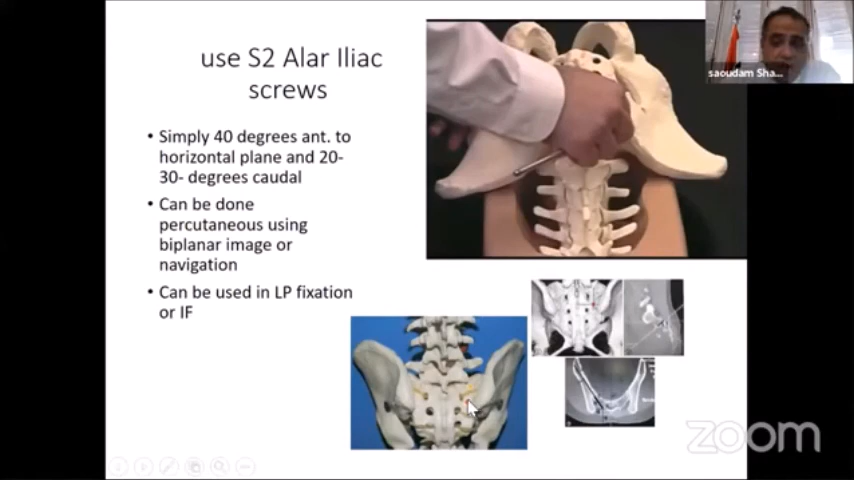 use S2 Alar Iliac
screws
• Simply 40 degrees ant. to
horizontal plane and 20-
30- degrees caudal
• Can be done
percutaneous using
biplanar image or
navigation
• Can be used in LP fixation
or IF
saoudam Sha...
zoom